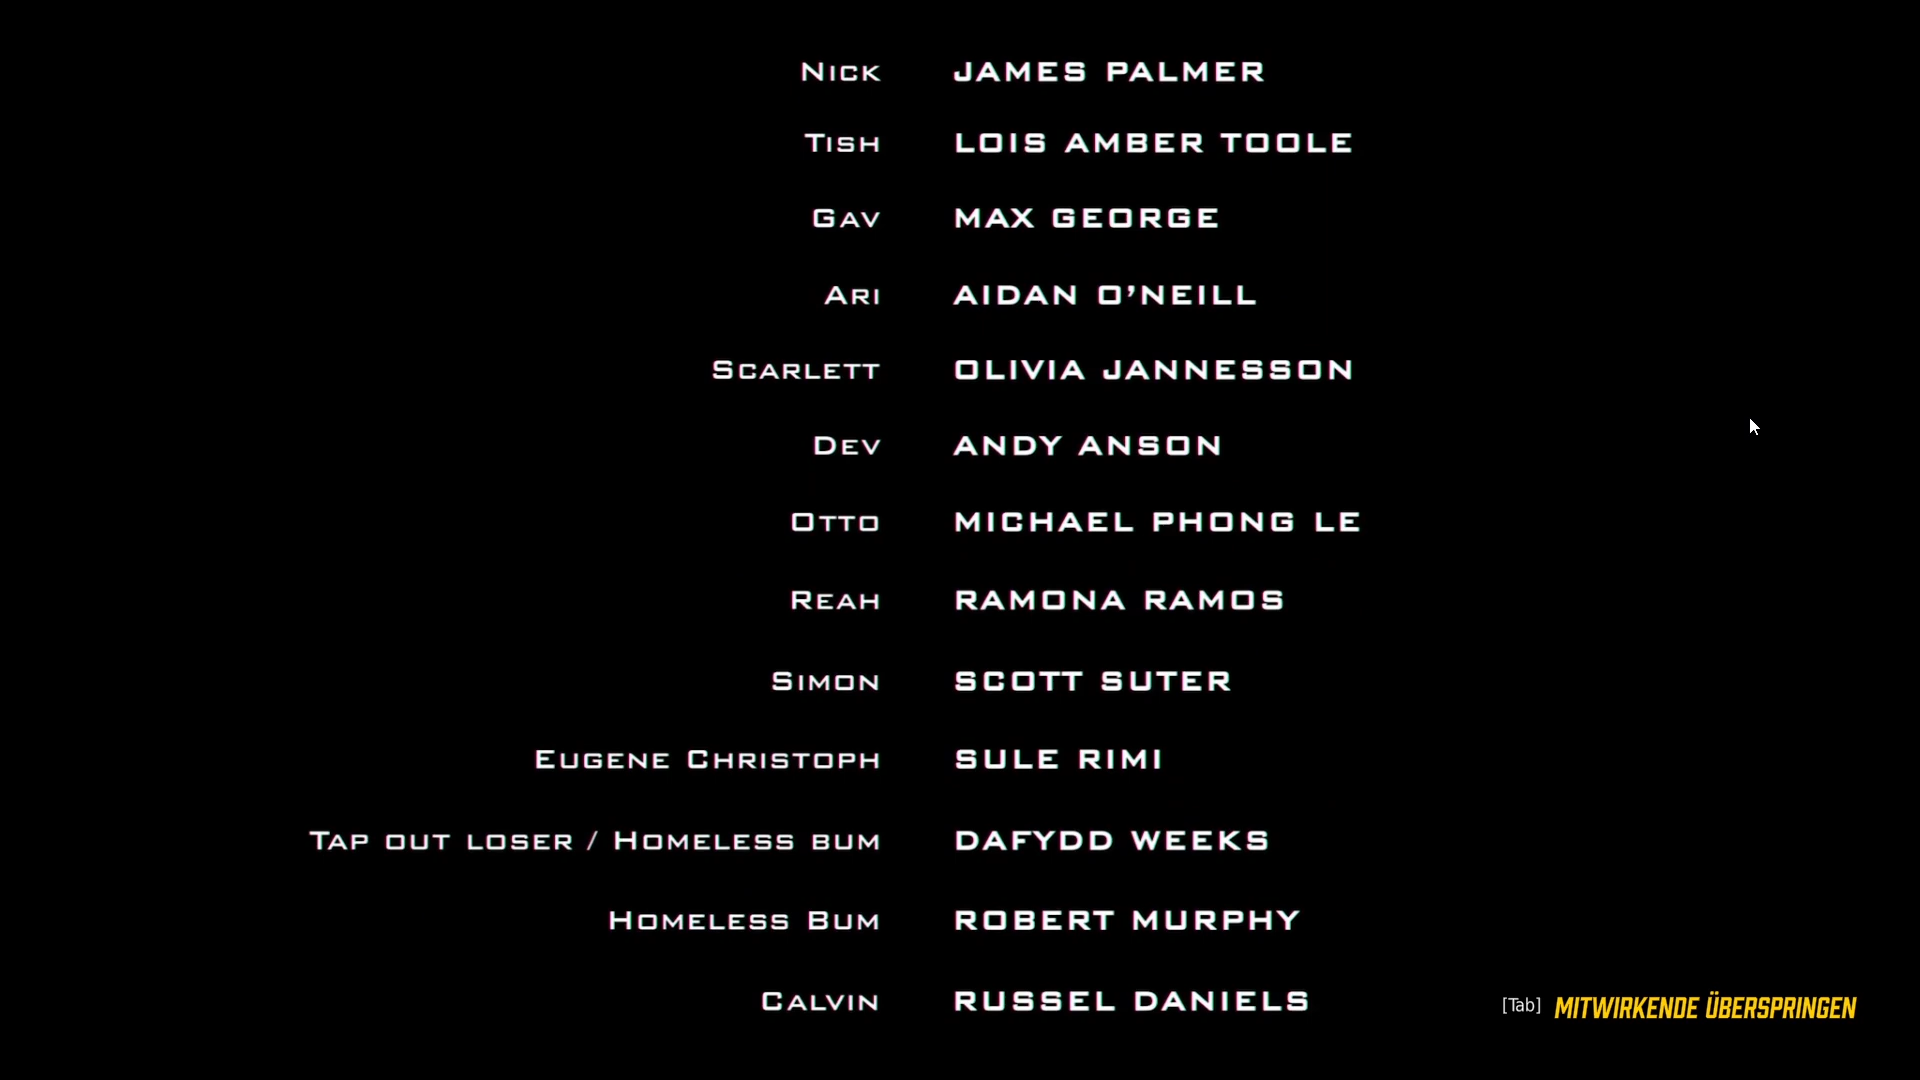 Nick JAMES PALMER
Tish LOIS AMBER TOOLE
Gav MAX GEORGE
Ari AIDAN O'NEILL
Scarlett OLIVIA JANNESSON
Dev ANDY ANSON
Otto MICHAEL PHONG LE
Reah RAMONA RAMOS
Simon SCOTT SUTER
Eugene Christoph SULE RIMI
Tap out loser / Homeless bum DAFYDD WEEKS
Homeless Bum ROBERT MURPHY
Calvin RUSSEL DANIELS
[Tab] MITWIRKENDE ÜBERSPRINGEN